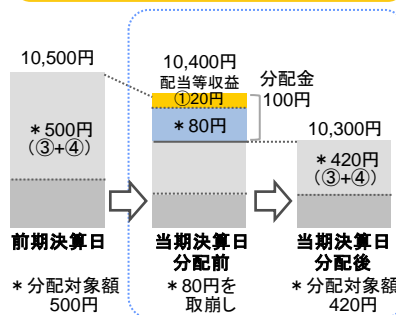 10,500円
＊500円
（③+④）
前期決算日
＊分配対象額
500円
10,400円
配当等収益
①20円
＊80円
分配金
100円
当期決算日
分配前
＊80円を
取崩し
10,300円
＊420円
（③+④）
当期決算日
分配後
＊分配対象額
420円